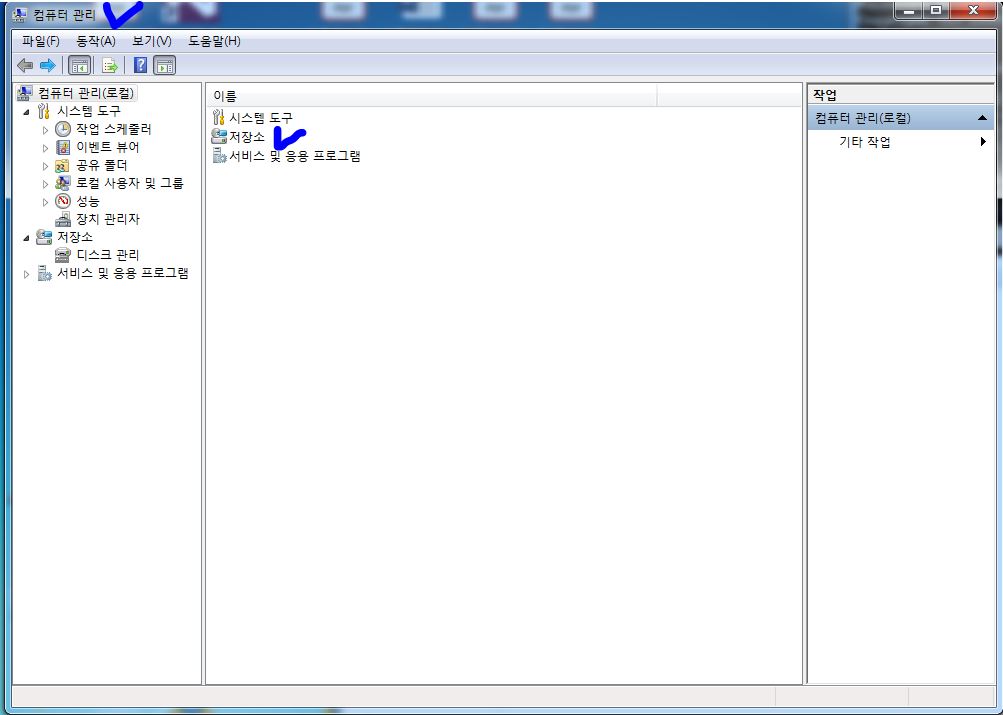 컴퓨터 관리
파일(F) 동작(A) 보기(V) 도움말(H)
컴퓨터 관리(로컬)
시스템 도구
작업 스케줄러
이벤트 뷰어
공유 폴더
로컬 사용자 및 그룹
성능
장치 관리자
저장소
디스크 관리
서비스 및 응용 프로그램
이름
시스템 도구
저장소
서비스 및 응용 프로그램
작업
컴퓨터 관리(로컬)
기타 작업